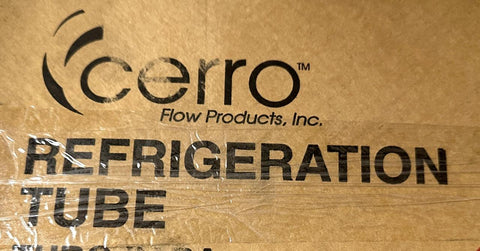 cerro™
Flow Products, Inc.
REFRIGERATION
TUBE